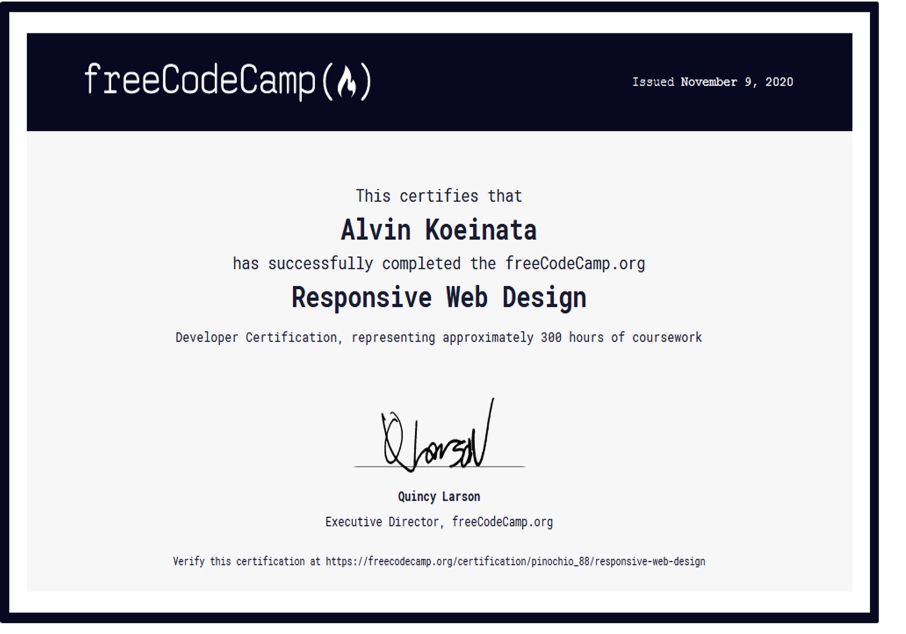 freeCodeCamp(🔥)
Issued November 9, 2020
This certifies that
Alvin Koeinata
has successfully completed the freeCodeCamp.org
Responsive Web Design
Developer Certification, representing approximately 300 hours of coursework
QLarson
Quincy Larson
Executive Director, freeCodeCamp.org
Verify this certification at https://freecodecamp.org/certification/pinochio_88/responsive-web-design